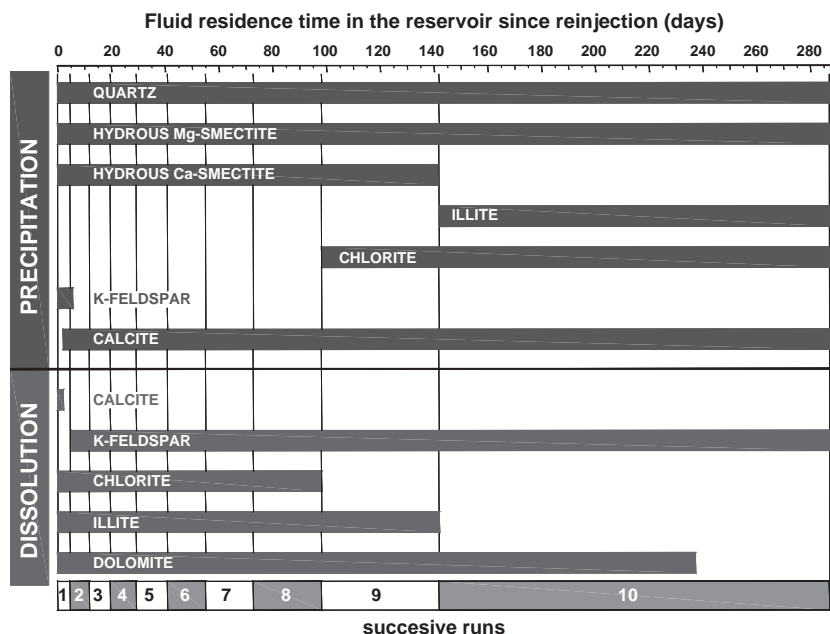 Fluid residence time in the reservoir since reinjection (days)
0 20 40 60 80 100 120 142 160 180 200 220 240 260 280
PRECIPITATION
QUARTZ
HYDROUS Mg-SMECTITE
HYDROUS Ca-SMECTITE
ILLITE
CHLORITE
K-FELDSPAR
CALCITE
DISSOLUTION
CALCITE
K-FELDSPAR
CHLORITE
ILLITE
DOLOMITE
1 2 3 4 5 6 7 8 9 10
succesive runs